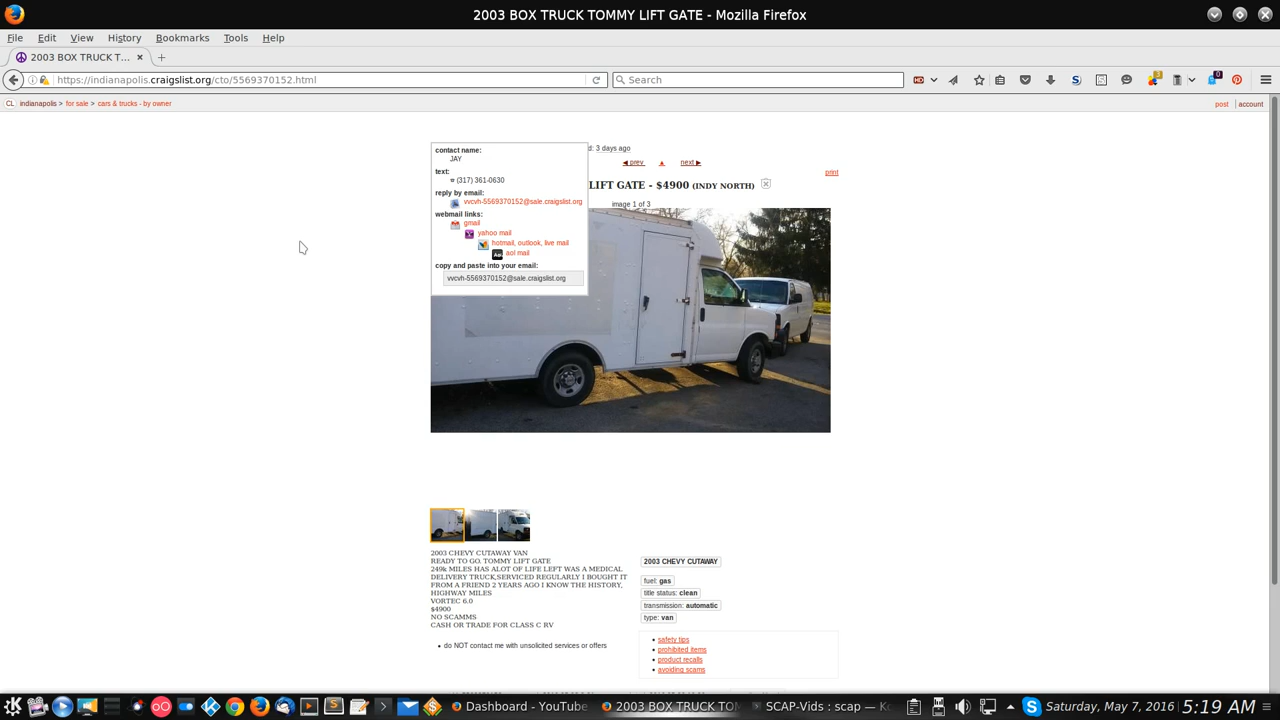 2003 BOX TRUCK TOMMY LIFT GATE - Mozilla Firefox
File Edit View History Bookmarks Tools Help
2003 BOX TRUCK T...
https://indianapolis.craigslist.org/cto/5569370152.html
Search
CL indianapolis > for sale > cars & trucks - by owner
post account
contact name:
JAY
text:
☎ (317) 361-0630
reply by email:
vvcvh-5569370152@sale.craigslist.org
webmail links:
gmail
yahoo mail
hotmail, outlook, live mail
aol mail
copy and paste into your email:
vvcvh-5569370152@sale.craigslist.org
d: 3 days ago
◀ prev ▲ next ▶
print
LIFT GATE - $4900 (INDY NORTH)
image 1 of 3
2003 CHEVY CUTAWAY VAN
READY TO GO. TOMMY LIFT GATE
249k MILES HAS ALOT OF LIFE LEFT WAS A MEDICAL
DELIVERY TRUCK,SERVICED REGULARLY I BOUGHT IT
FROM A FRIEND 2 YEARS AGO I KNOW THE HISTORY,
HIGHWAY MILES
VORTEC 6.0
$4900
NO SCAMMS
CASH OR TRADE FOR CLASS C RV
• do NOT contact me with unsolicited services or offers
2003 CHEVY CUTAWAY
fuel: gas
title status: clean
transmission: automatic
type: van
• safety tips
• prohibited items
• product recalls
• avoiding scams
Dashboard - YouTube
2003 BOX TRUCK TOM
SCAP-Vids : scap — Ko
Saturday, May 7, 2016
5:19 AM